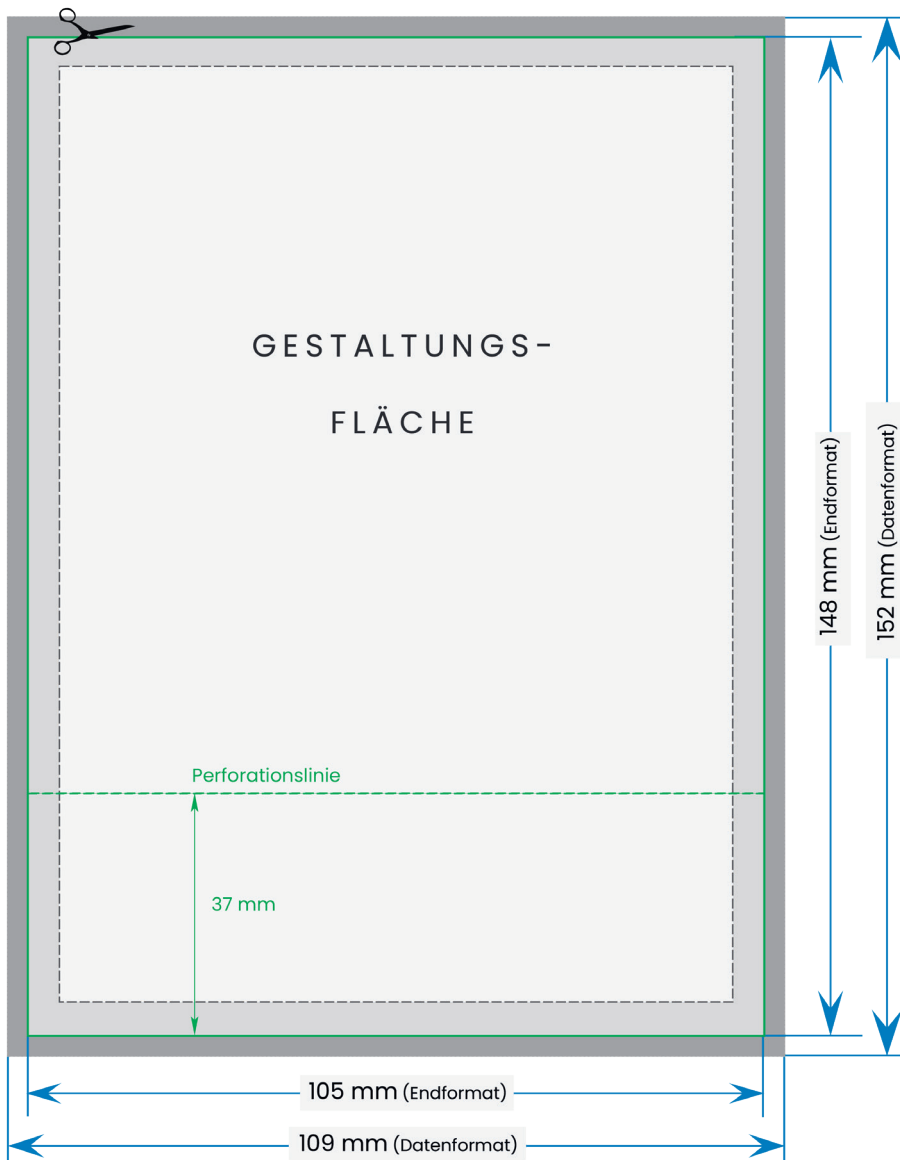 GESTALTUNGS-
FLÄCHE
148 mm (Endformat)
152 mm (Datenformat)
Perforationslinie
37 mm
105 mm (Endformat)
109 mm (Datenformat)